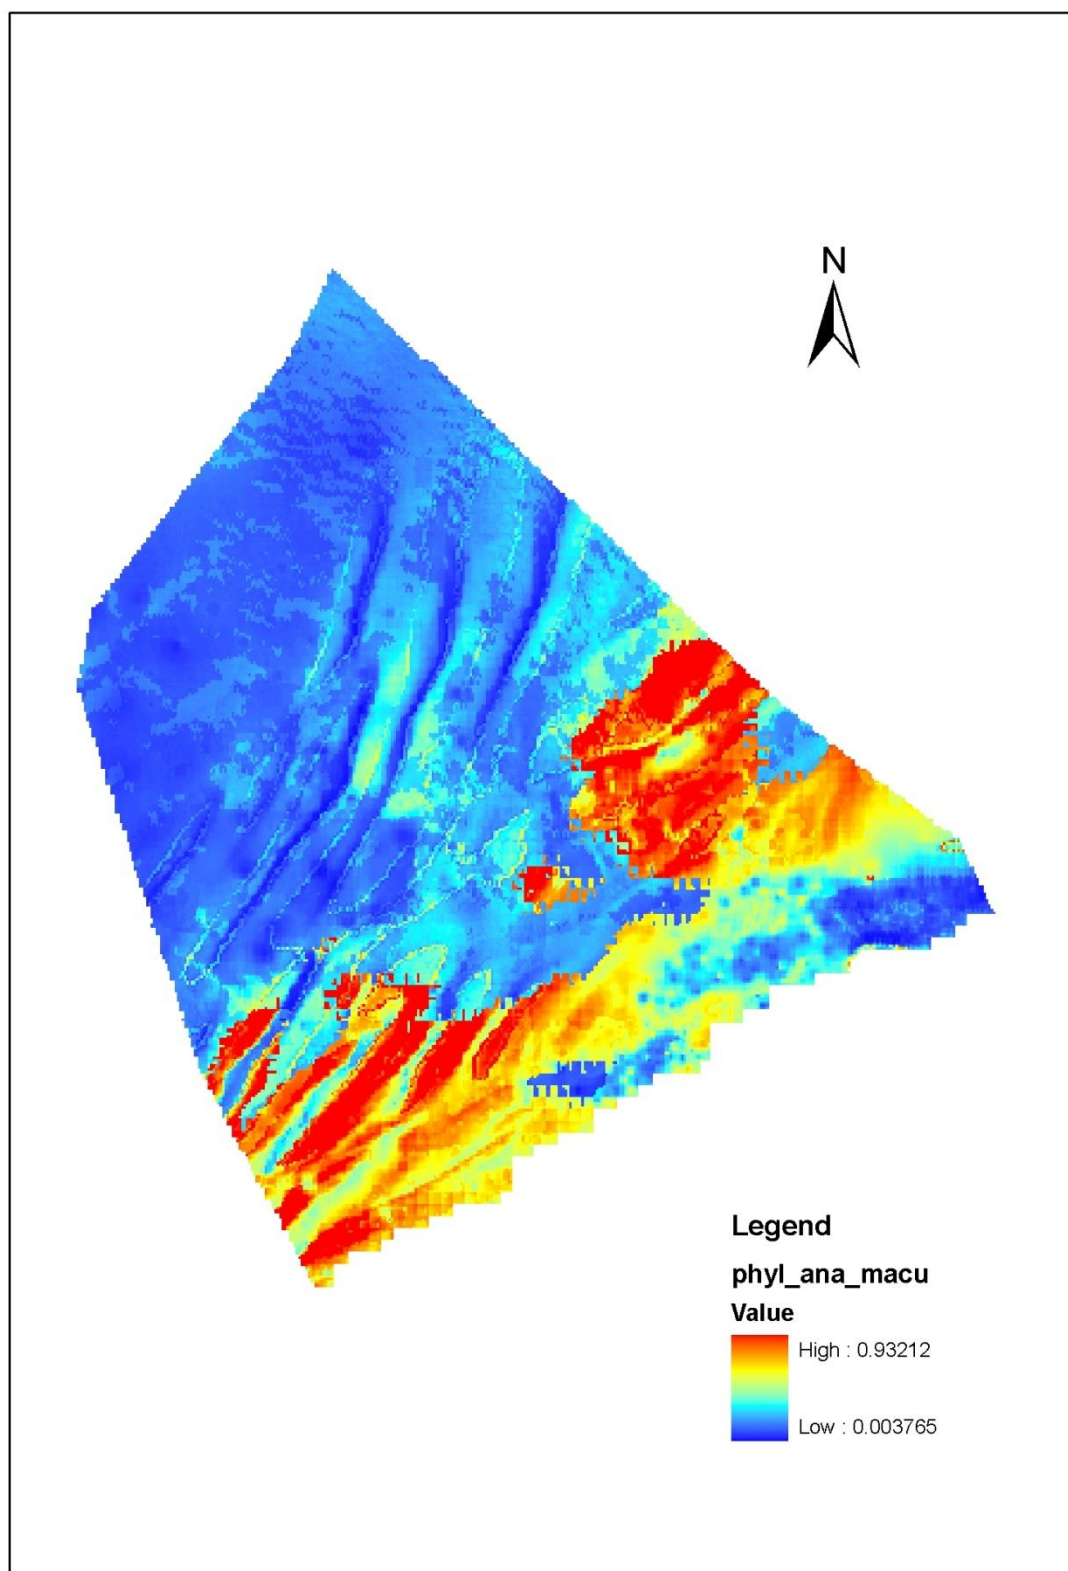 N
Legend
phyl_ana_macu
Value
High : 0.93212
Low : 0.003765